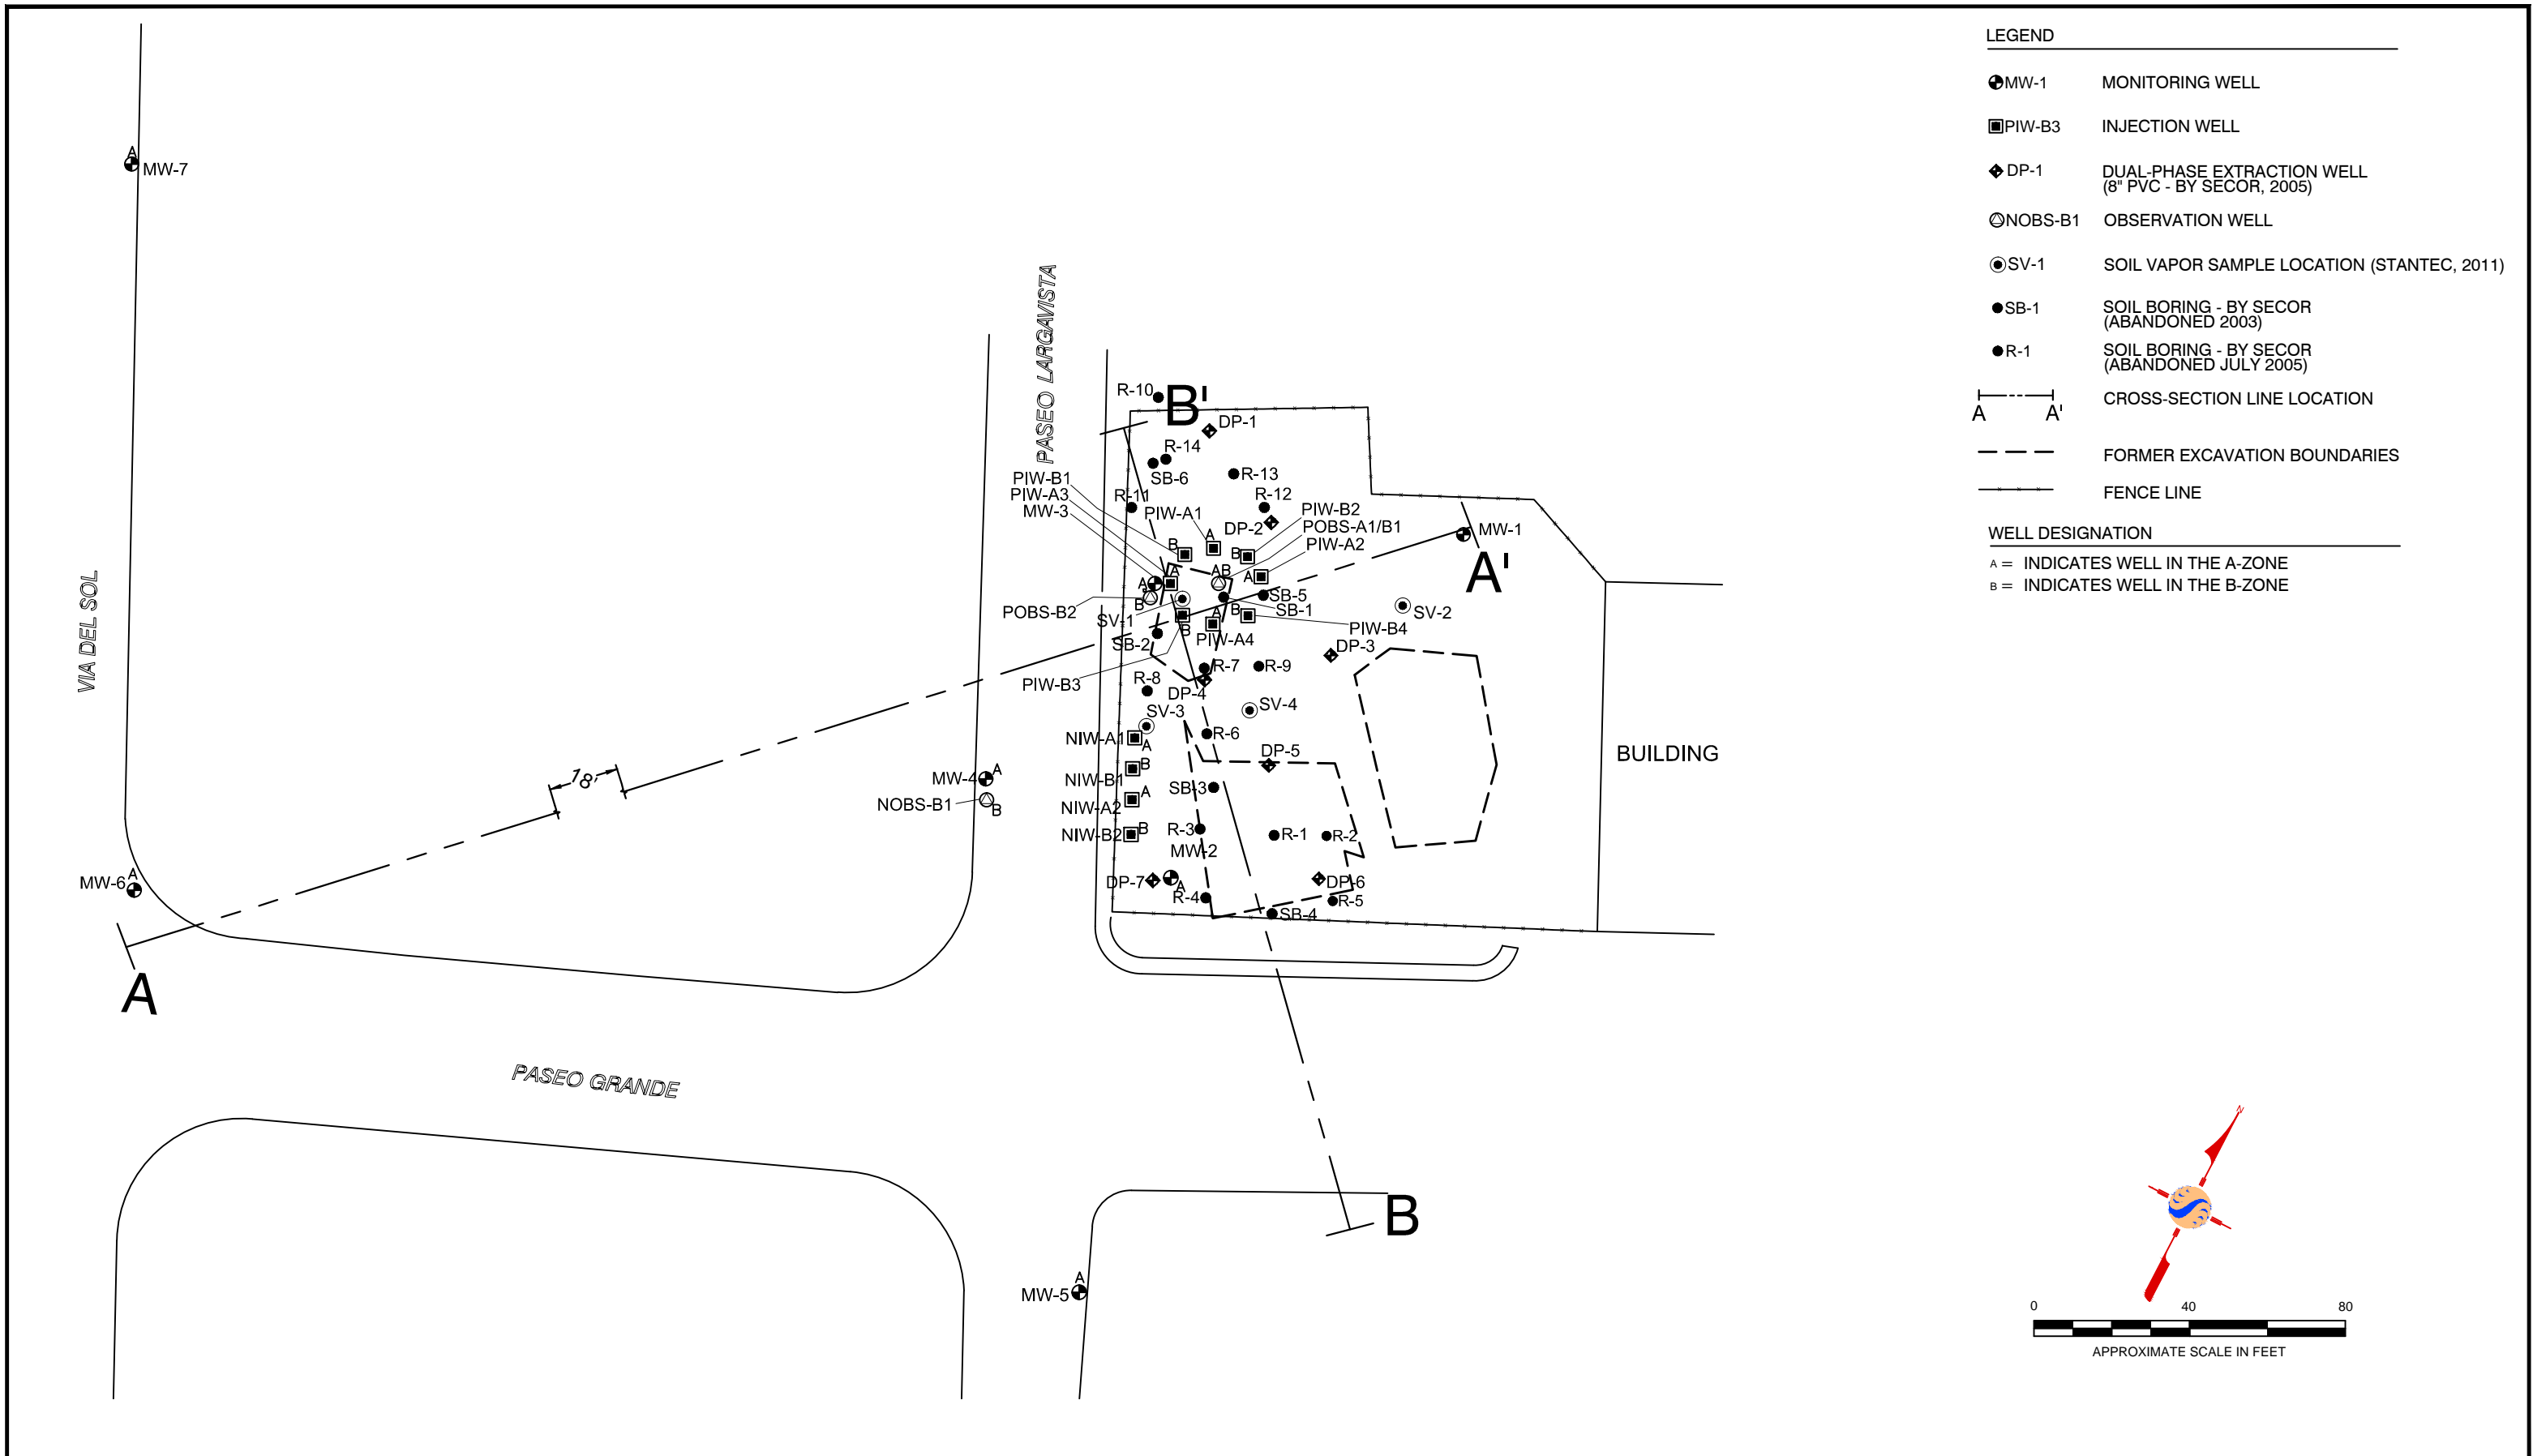 LEGEND
MW-1 MONITORING WELL
PIW-B3 INJECTION WELL
DP-1 DUAL-PHASE EXTRACTION WELL
(8" PVC - BY SECOR, 2005)
NOBS-B1 OBSERVATION WELL
SV-1 SOIL VAPOR SAMPLE LOCATION (STANTEC, 2011)
SB-1 SOIL BORING - BY SECOR
(ABANDONED 2003)
R-1 SOIL BORING - BY SECOR
(ABANDONED JULY 2005)
A A' CROSS-SECTION LINE LOCATION
FORMER EXCAVATION BOUNDARIES
FENCE LINE
WELL DESIGNATION
A = INDICATES WELL IN THE A-ZONE
B = INDICATES WELL IN THE B-ZONE
A
MW-7
PASEO LARGAVISTA
VIA DEL SOL
R-10
B'
DP-1
R-14
SB-6
R-13
PIW-B1
PIW-A3
MW-3
R-11
PIW-A1
R-12
DP-2
PIW-B2
POBS-A1/B1
PIW-A2
MW-1
A'
B
A
B
A
A
AB
A
B
POBS-B2
SV-1
SB-5
SB-1
SV-2
B
A
B
PIW-B4
SB-2
PIW-A4
DP-3
PIW-B3
R-7
R-9
R-8
DP-4
SV-3
SV-4
NIW-A1
A
R-6
DP-5
BUILDING
18'
MW-4
A
NIW-B1
B
SB-3
NOBS-B1
B
NIW-A2
A
NIW-B2
B
R-3
R-1
R-2
MW-2
MW-6
A
DP-7
A
R-4
DP-6
R-5
SB-4
A
PASEO GRANDE
B
MW-5
A
N
0 40 80
APPROXIMATE SCALE IN FEET